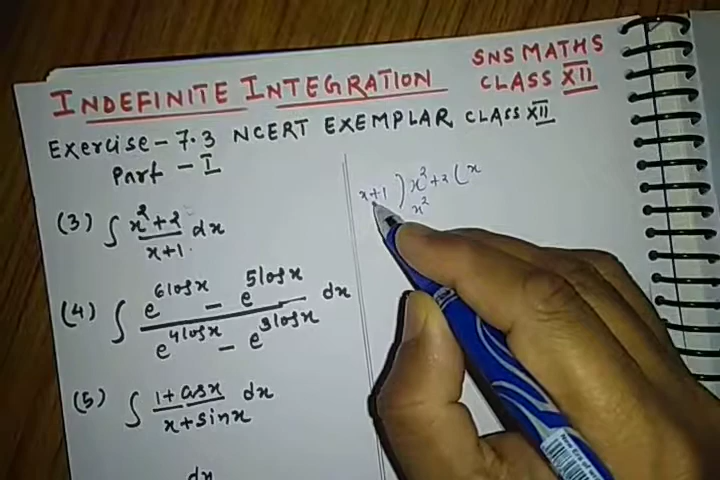 INDEFINITE INTEGRATION
SNS MATHS
CLASS XII
Exercise - 7.3 NCERT EXEMPLAR CLASS XII
Part - I
(3) ∫ (x² + 2)/(x + 1) dx
x+1 ) x² + 2 ( x
x²
(4) ∫ (e^(6logx) - e^(5logx))/(e^(4logx) - e^(3logx)) dx
(5) ∫ (1 + cosx)/(x + sinx) dx
dx